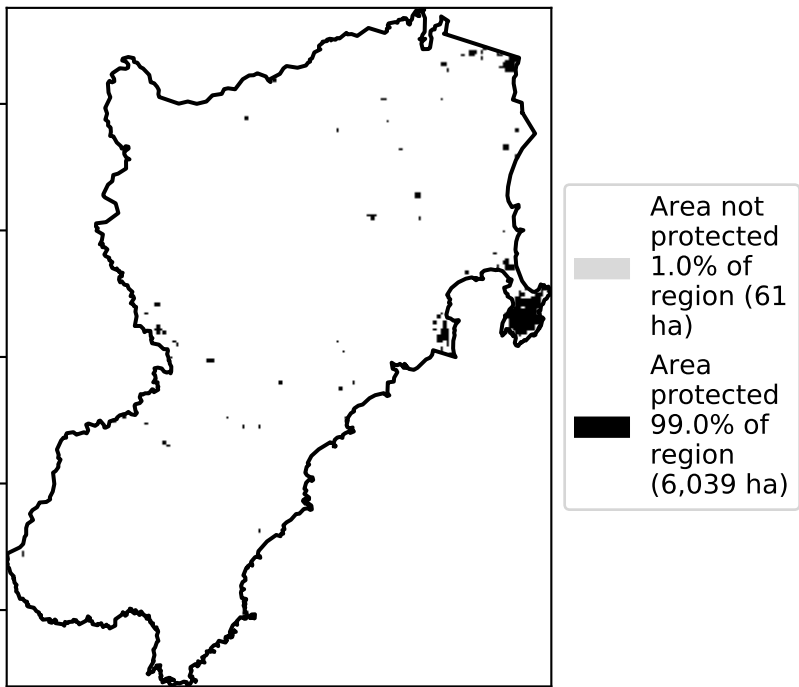 Area not
protected
1.0% of
region (61
ha)
Area
protected
99.0% of
region
(6,039 ha)